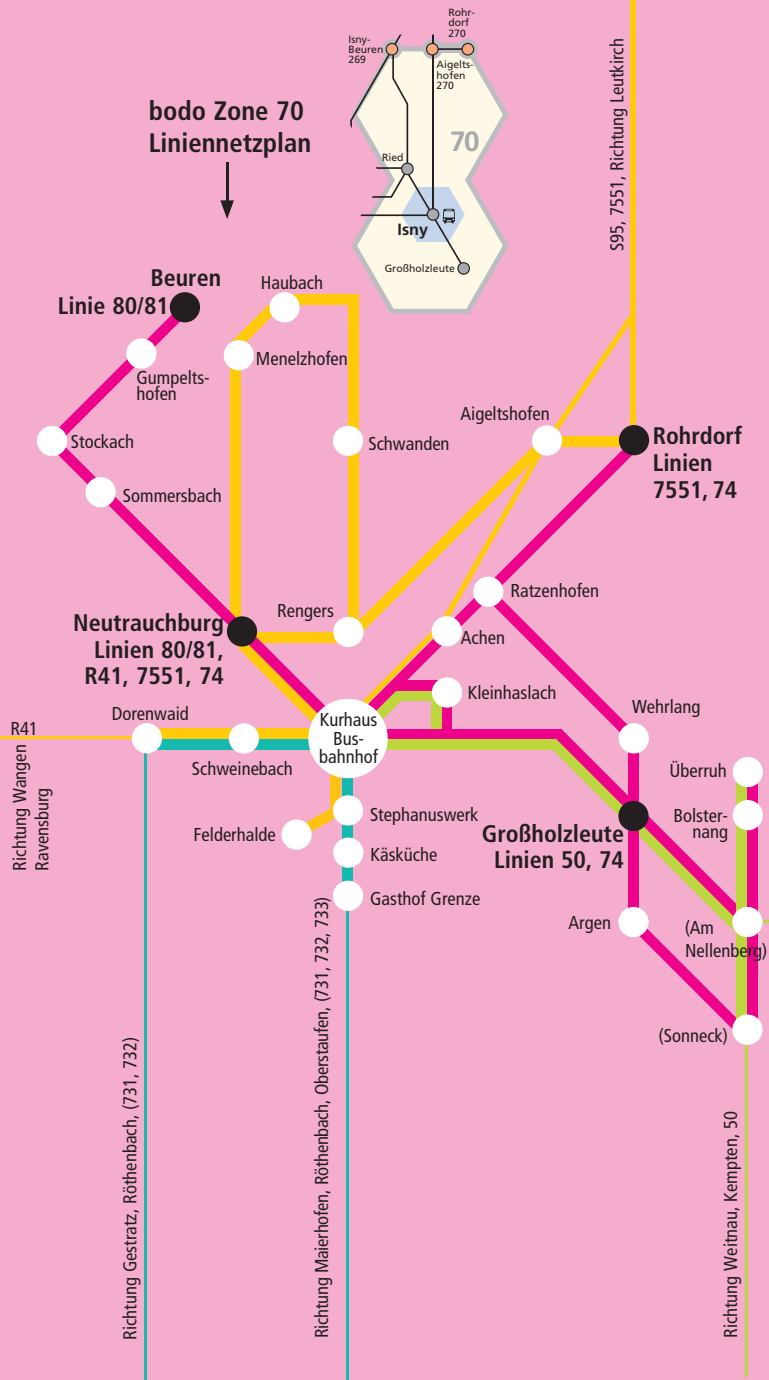 Rohr-
dorf
270
Isny-
Beuren
269
Aigelts-
hofen
270
bodo Zone 70
Liniennetzplan
70
Ried
Isny
Großholzleute
S95, 7551, Richtung Leutkirch
Beuren
Linie 80/81
Haubach
Gumpelts-
hofen
Menelzhofen
Stockach
Schwanden
Aigeltshofen
Rohrdorf
Linien
7551, 74
Sommersbach
Neutrauchburg
Linien 80/81,
R41, 7551, 74
Rengers
Ratzenhofen
Achen
Kleinhaslach
Wehrlang
R41
Richtung Wangen
Ravensburg
Dorenwaid
Schweinebach
Kurhaus
Bus-
bahnhof
Überruh
Bolster-
nang
Felderhalde
Stephanuswerk
Käsküche
Gasthof Grenze
Großholzleute
Linien 50, 74
Argen
(Am
Nellenberg)
(Sonneck)
Richtung Gestratz, Röthenbach, (731, 732)
Richtung Maierhofen, Röthenbach, Oberstaufen, (731, 732, 733)
Richtung Weitnau, Kempten, 50